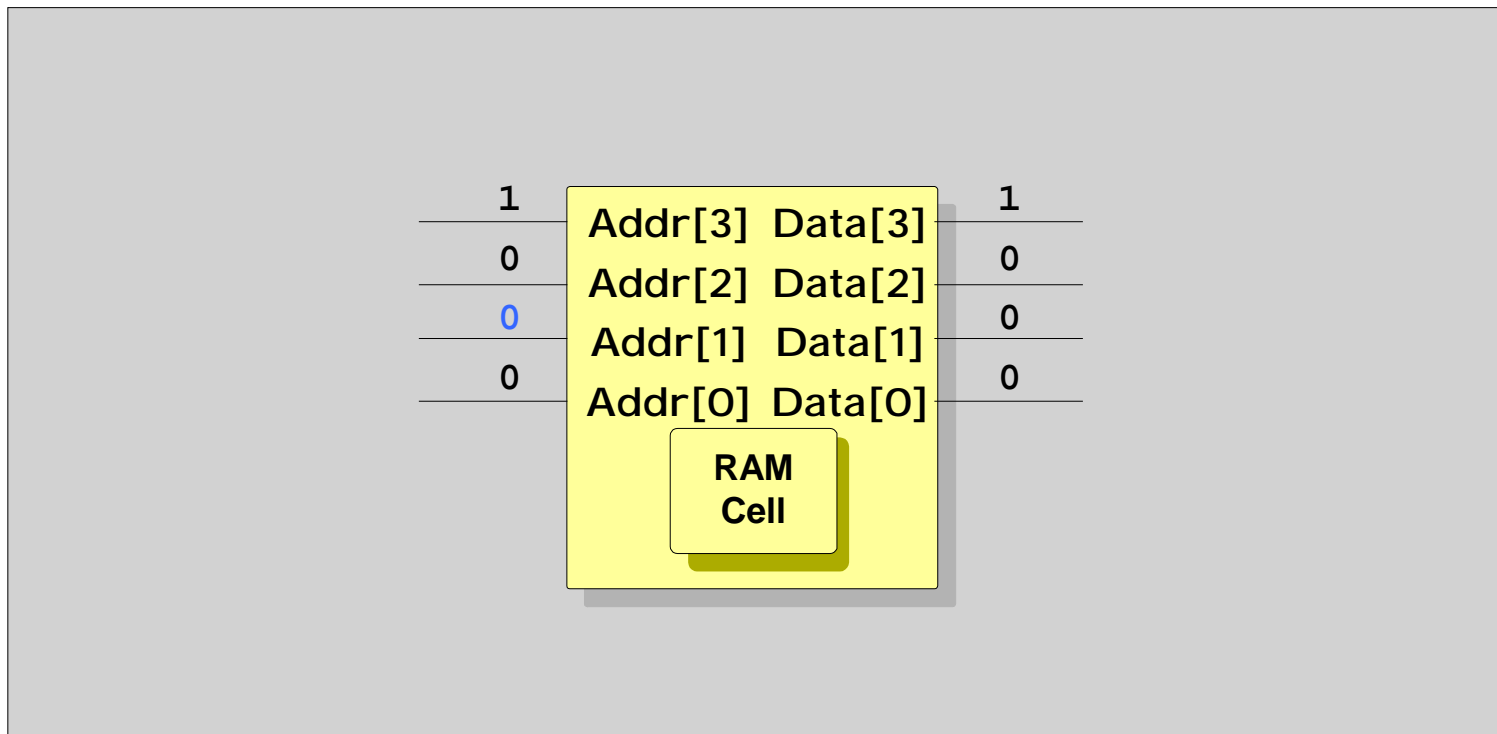 1 1
Addr[3] Data[3]
0 0
Addr[2] Data[2]
0 0
Addr[1] Data[1]
0 0
Addr[0] Data[0]
RAM
Cell